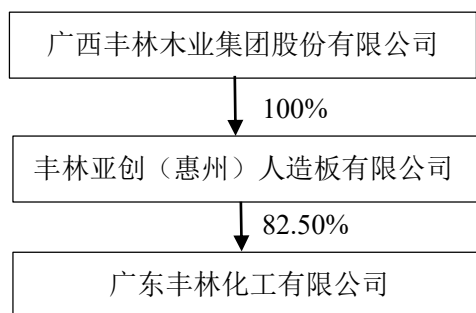 广西丰林木业集团股份有限公司
100%
丰林亚创（惠州）人造板有限公司
82.50%
广东丰林化工有限公司